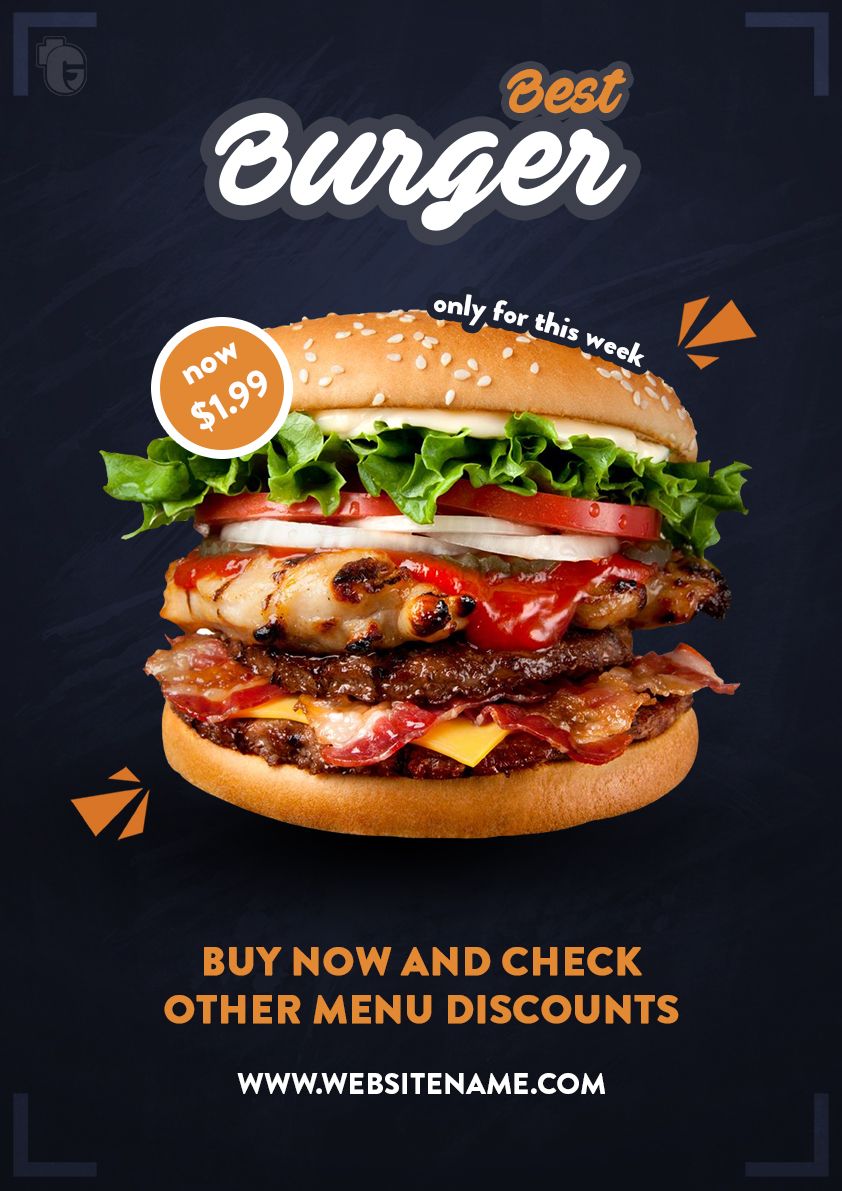 Best
Burger
only for this week
now
$1.99
BUY NOW AND CHECK
OTHER MENU DISCOUNTS
WWW.WEBSITENAME.COM